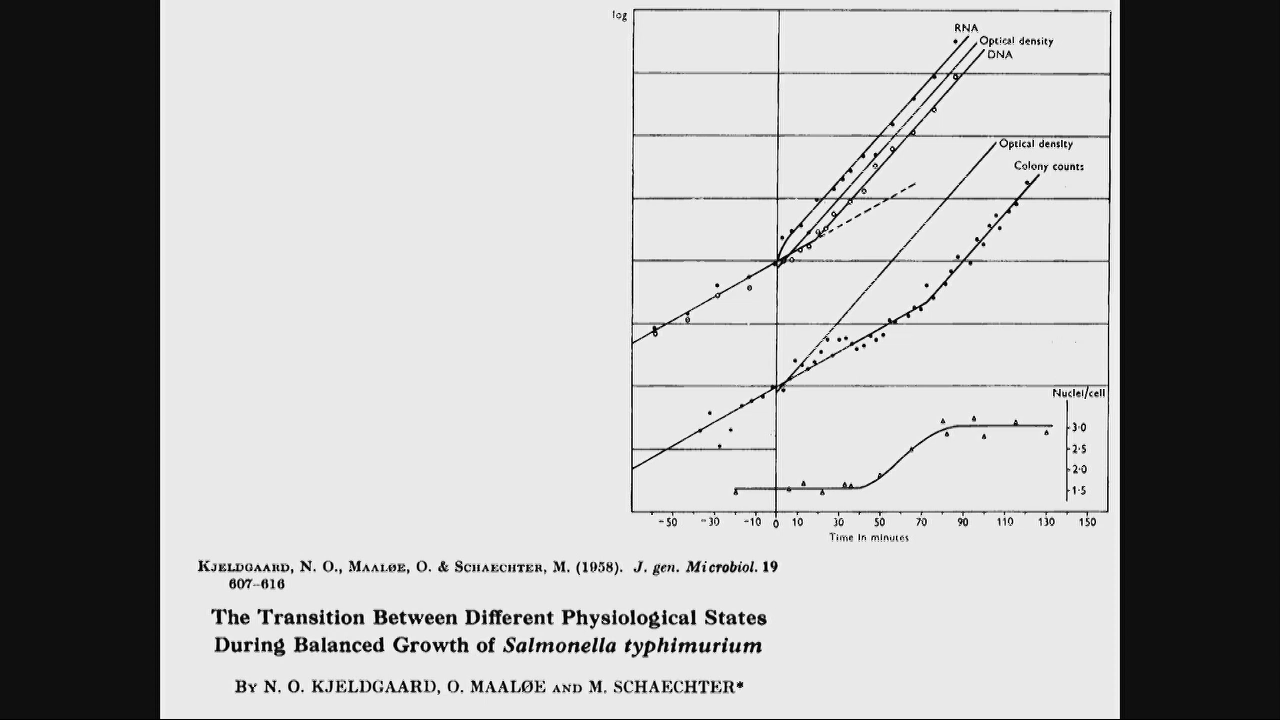 log
RNA
Optical density
DNA
Optical density
Colony counts
Nuclei/cell
3·0
2·5
2·0
1·5
-50 -30 -10 0 10 30 50 70 90 110 130 150
Time in minutes
KJELDGAARD, N. O., MAALØE, O. & SCHAECHTER, M. (1958). J. gen. Microbiol. 19
607–616
The Transition Between Different Physiological States
During Balanced Growth of Salmonella typhimurium
BY N. O. KJELDGAARD, O. MAALØE AND M. SCHAECHTER*